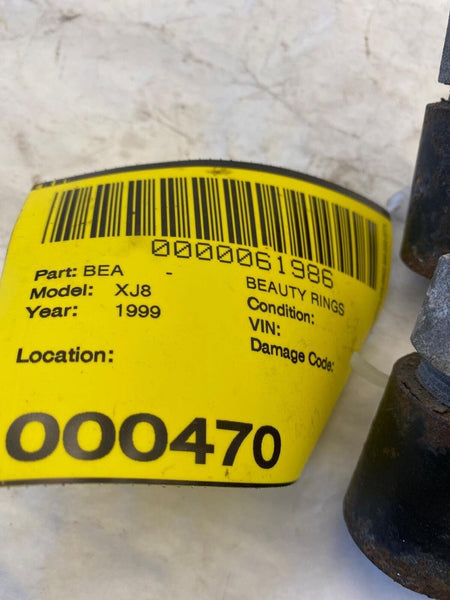 0000061986
Part: BEA - BEAUTY RINGS
Model: XJ8 Condition:
Year: 1999 VIN:
Location: Damage Code:
000470